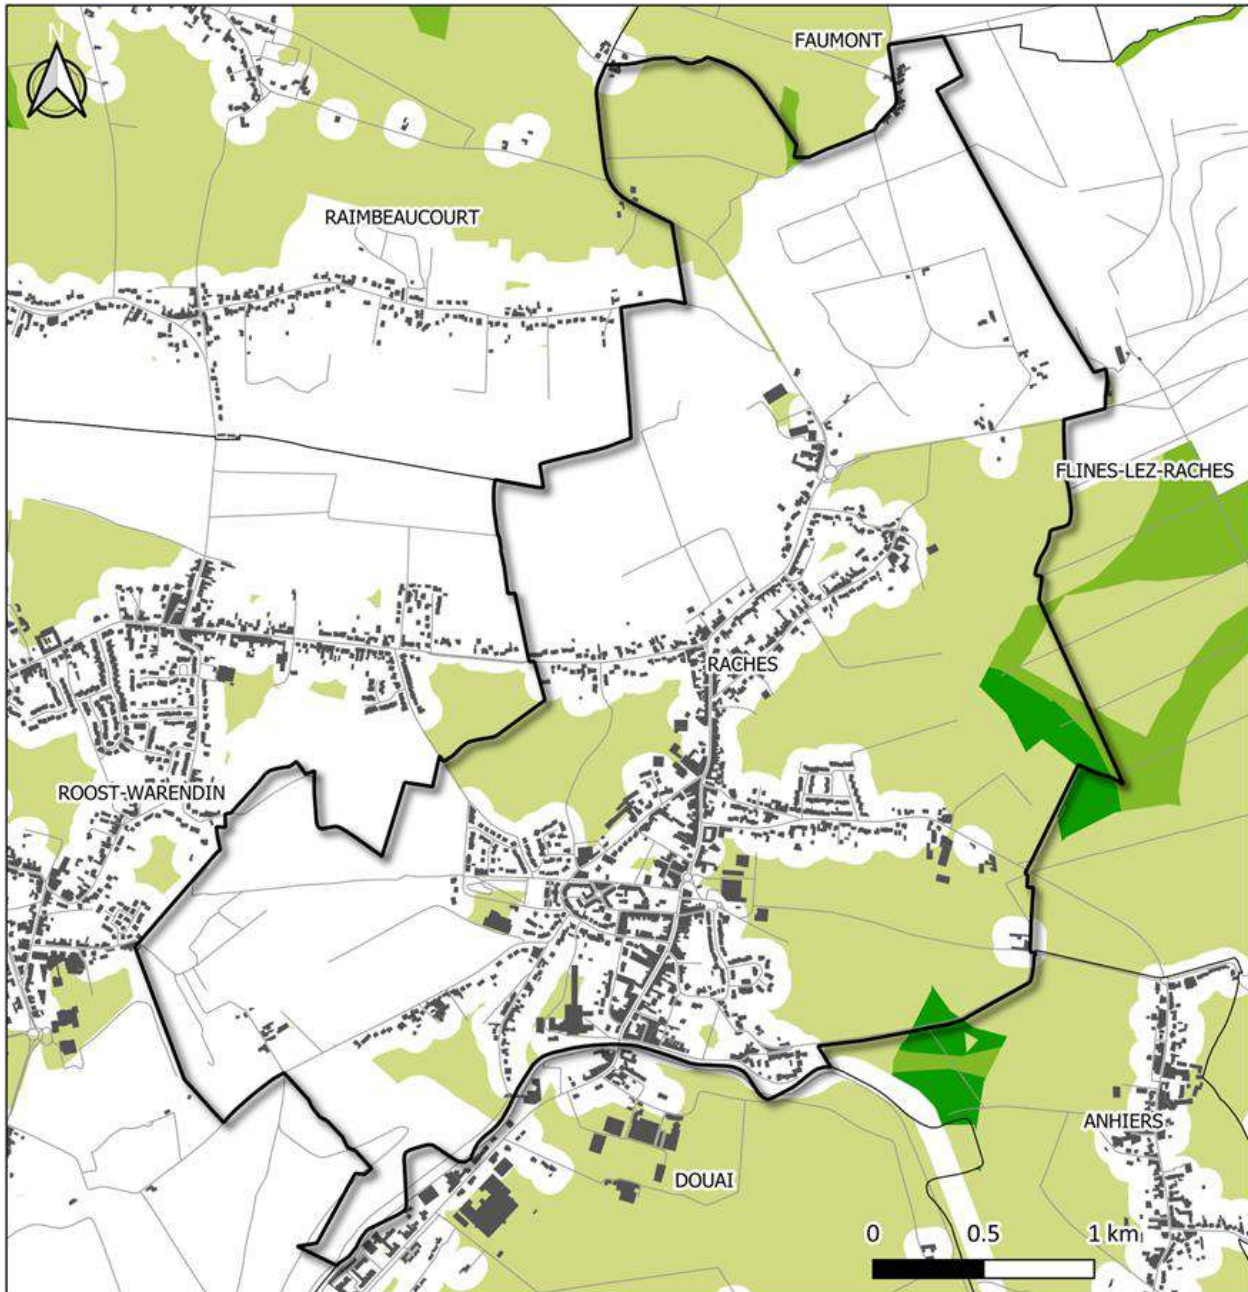 N
FAUMONT
RAIMBEAUCOURT
FLINES-LEZ-RACHES
RACHES
ROOST-WARENDIN
ANHIERS
DOUAI
0 0.5 1 km